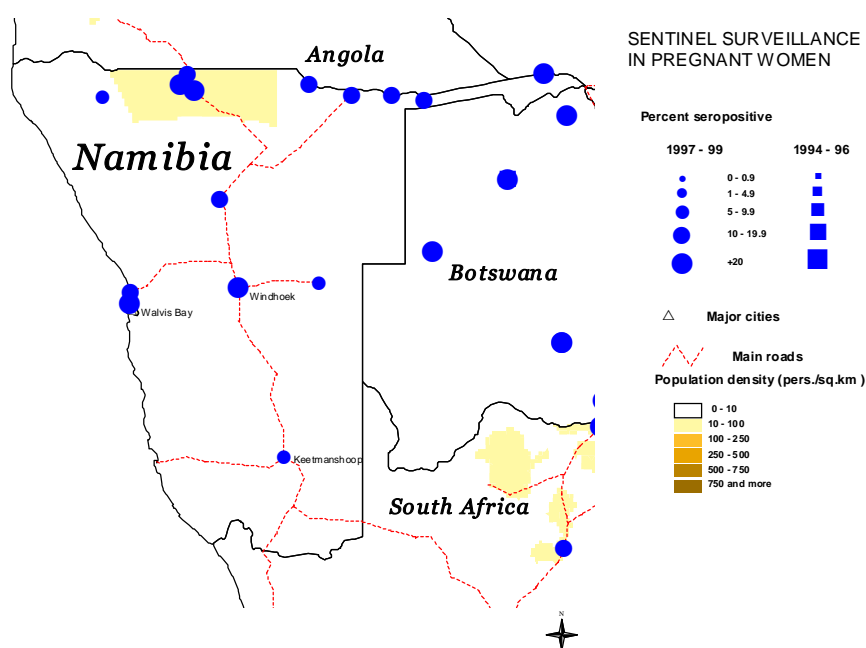 Angola
Namibia
Botswana
Windhoek
Walvis Bay
Keetmanshoop
South Africa
SENTINEL SURVEILLANCE
IN PREGNANT WOMEN
Percent seropositive
1997 - 99 1994 - 96
0 - 0.9
1 - 4.9
5 - 9.9
10 - 19.9
+20
Major cities
Main roads
Population density (pers./sq.km )
0 - 10
10 - 100
100 - 250
250 - 500
500 - 750
750 and more
N